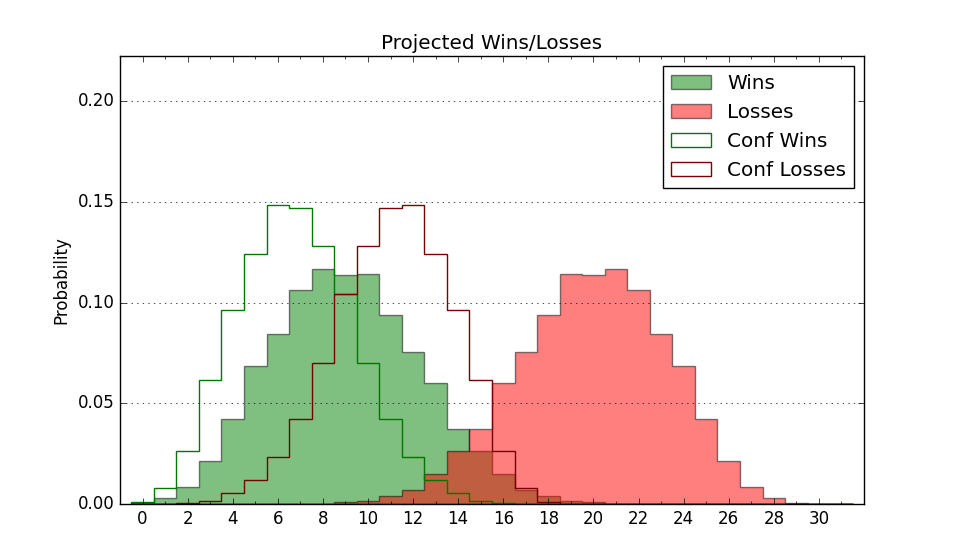 Projected Wins/Losses
Wins
Losses
Conf Wins
Conf Losses
Probability
0.20
0.15
0.10
0.05
0.00
0 2 4 6 8 10 12 14 16 18 20 22 24 26 28 30